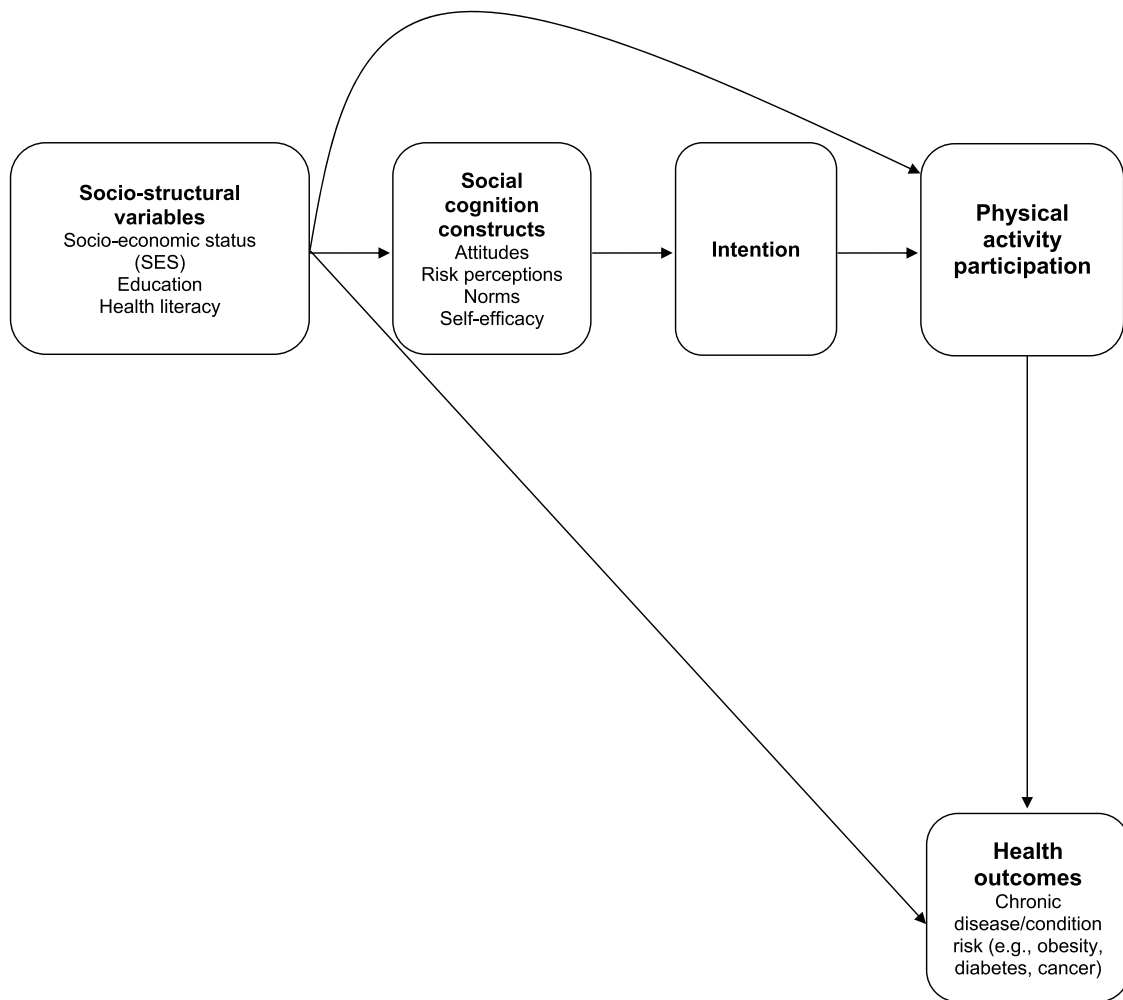 Socio-structural
variables
Socio-economic status
(SES)
Education
Health literacy
Social
cognition
constructs
Attitudes
Risk perceptions
Norms
Self-efficacy
Intention
Physical
activity
participation
Health
outcomes
Chronic
disease/condition
risk (e.g., obesity,
diabetes, cancer)